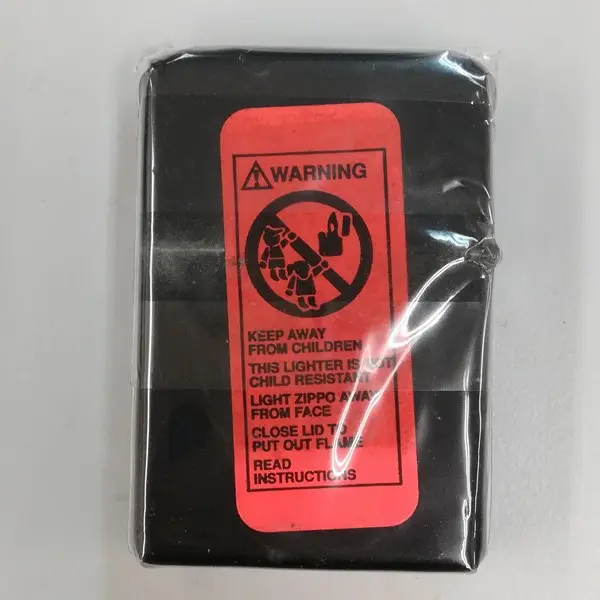 WARNING
KEEP AWAY
FROM CHILDREN
THIS LIGHTER IS NOT
CHILD RESISTANT
LIGHT ZIPPO AWAY
FROM FACE
CLOSE LID TO
PUT OUT FLAME
READ
INSTRUCTIONS